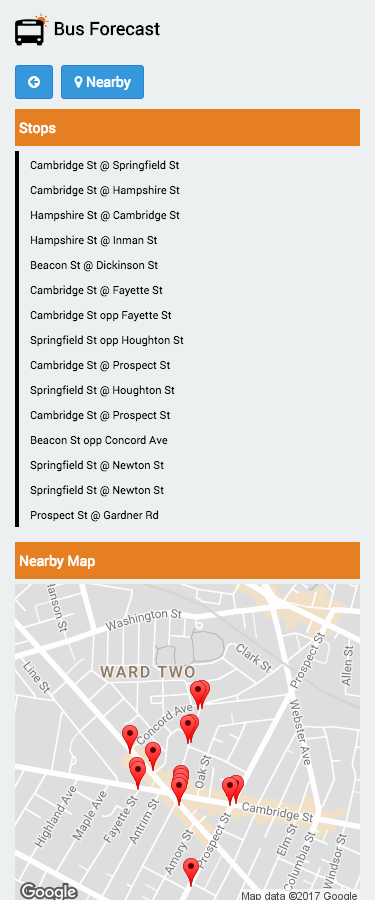 Bus Forecast
Nearby
Stops
Cambridge St @ Springfield St
Cambridge St @ Hampshire St
Hampshire St @ Cambridge St
Hampshire St @ Inman St
Beacon St @ Dickinson St
Cambridge St @ Fayette St
Cambridge St opp Fayette St
Springfield St opp Houghton St
Cambridge St @ Prospect St
Springfield St @ Houghton St
Cambridge St @ Prospect St
Beacon St opp Concord Ave
Springfield St @ Newton St
Springfield St @ Newton St
Prospect St @ Gardner Rd
Nearby Map
Hanson St
Washington St
Line St
WARD TWO
Clark St
Prospect St
Allen St
Concord Ave
Webster Ave
Oak St
Highland Ave
Maple Ave
Fayette St
Antrim St
Amory St
Prospect St
Cambridge St
Elm St
Columbia St
Windsor St
Google
Map data ©2017 Google